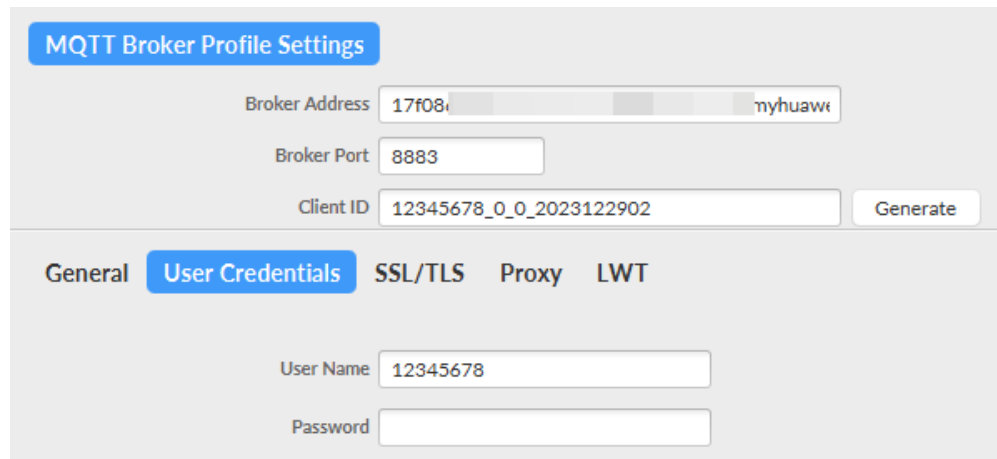 MQTT Broker Profile Settings
Broker Address 17f08
Broker Port 8883
Client ID 12345678_0_0_2023122902 Generate
General User Credentials SSL/TLS Proxy LWT
User Name 12345678
Password